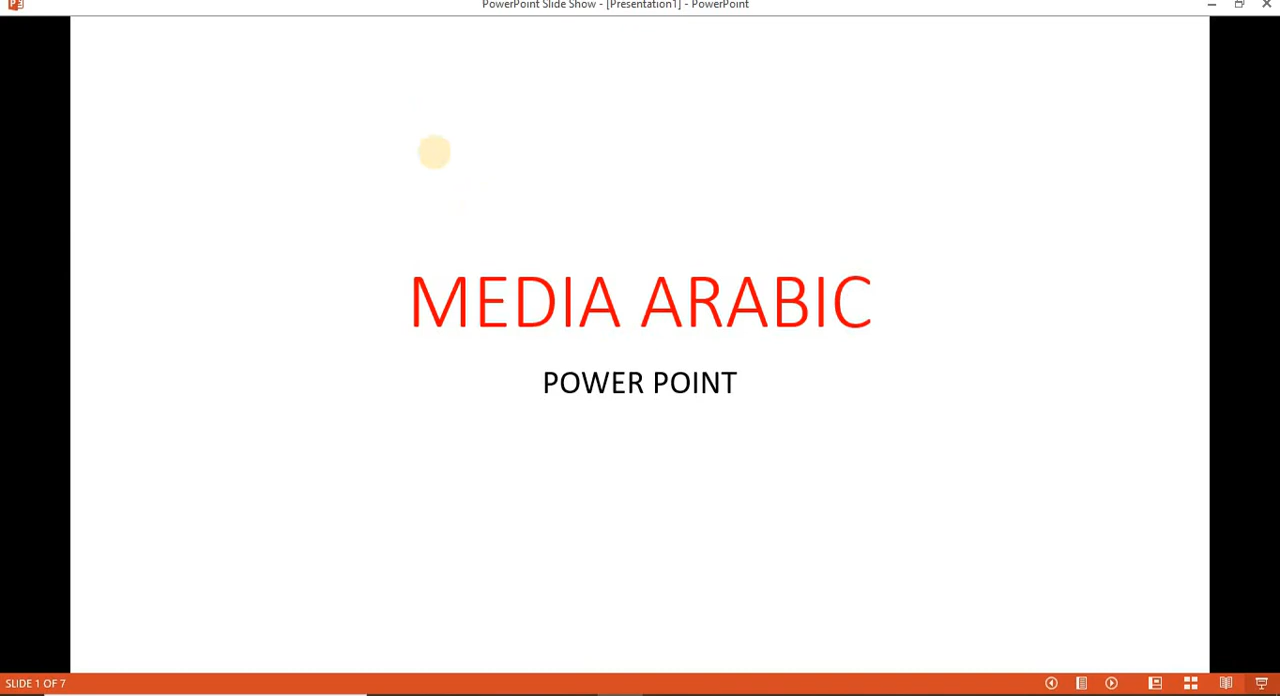 PowerPoint Slide Show - [Presentation1] - PowerPoint
MEDIA ARABIC
POWER POINT
SLIDE 1 OF 7